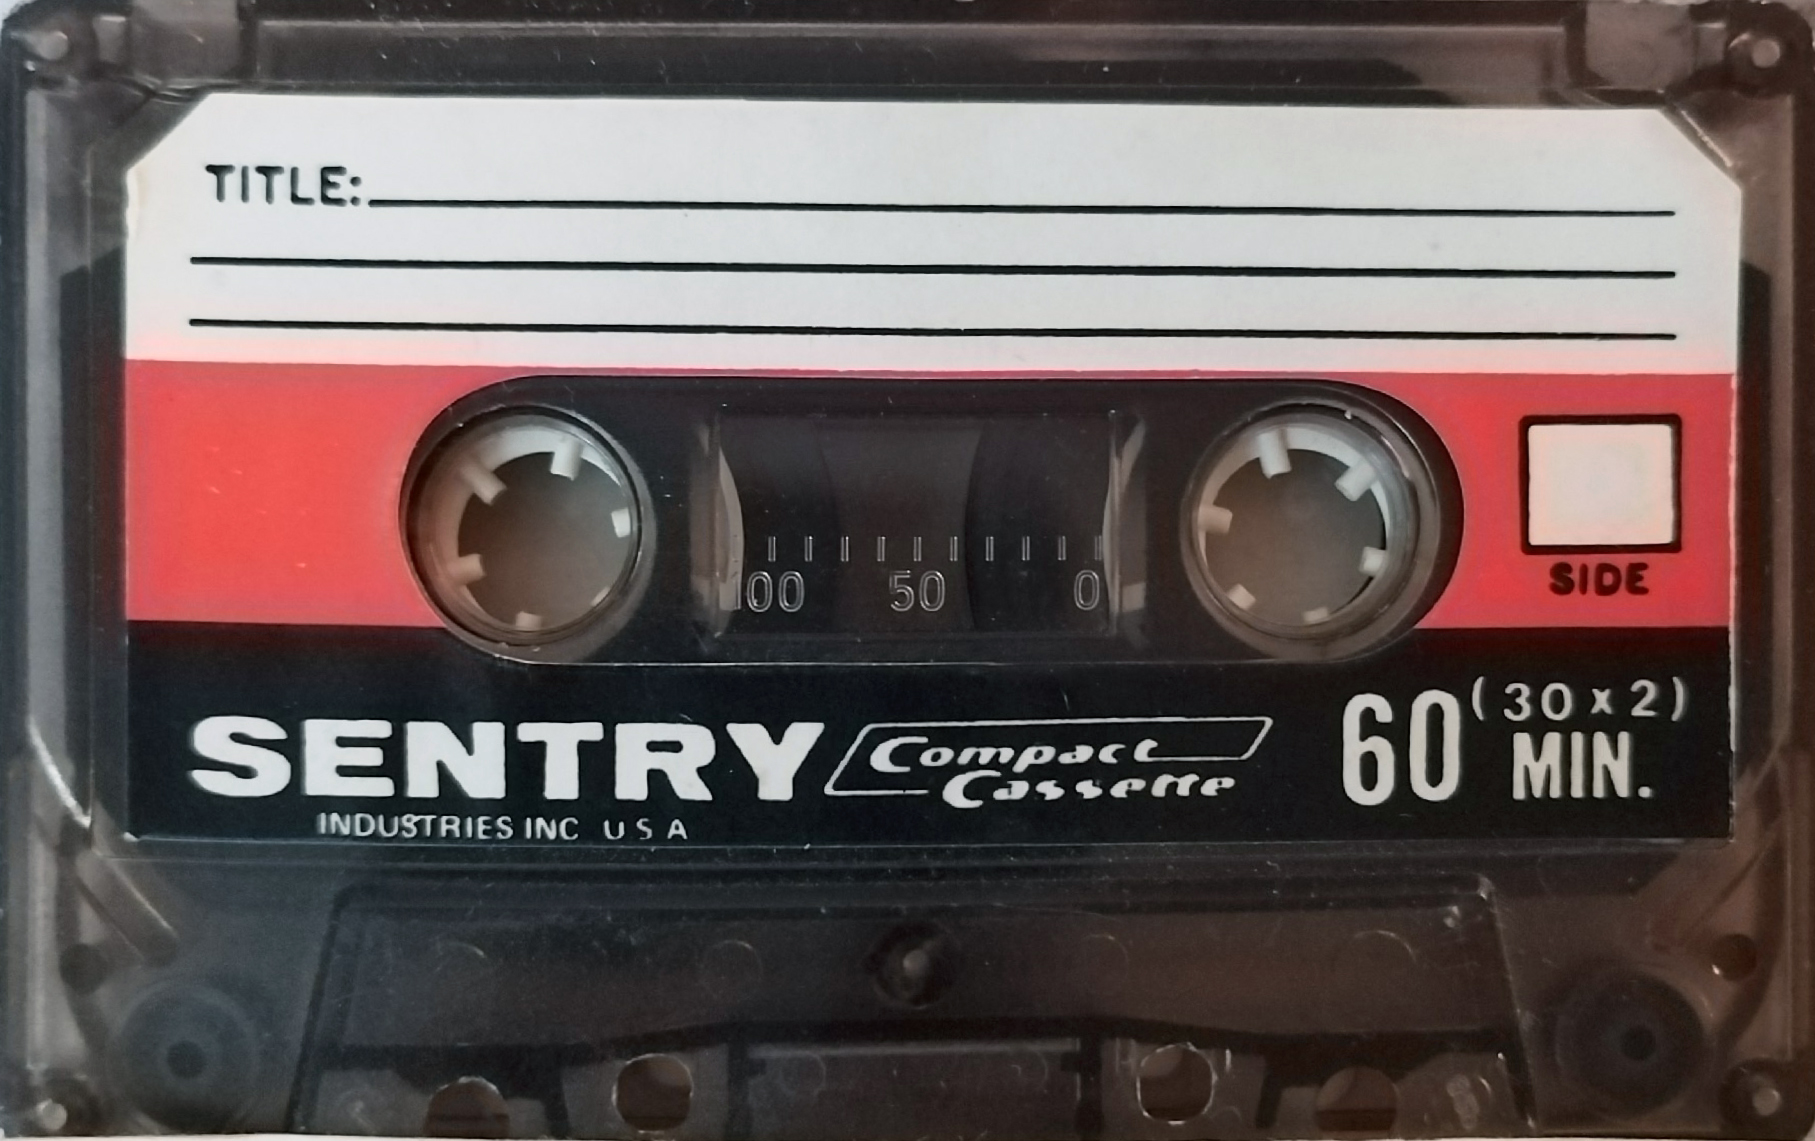 TITLE:
100 50 0
SIDE
SENTRY Compact Cassette 60 (30 x 2) MIN.
INDUSTRIES INC U S A